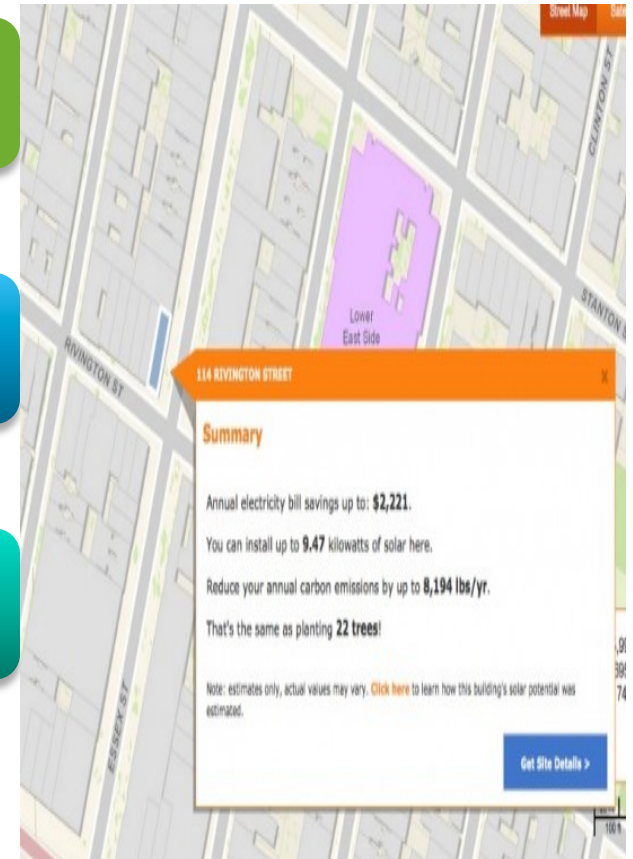 Street Map
CLINTON ST
STANTON
Lower
East Side
RIVINGTON ST
114 RIVINGTON STREET
X
Summary
Annual electricity bill savings up to: $2,221.
You can install up to 9.47 kilowatts of solar here.
Reduce your annual carbon emissions by up to 8,194 lbs/yr.
That's the same as planting 22 trees!
Note: estimates only, actual values may vary. Click here to learn how this building's solar potential was
estimated.
Get Site Details >
ESSEX ST
100 ft